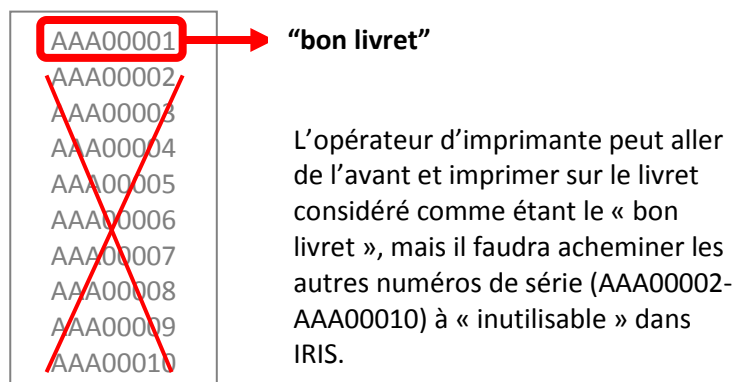 AAA00001
AAA00002
AAA00003
AAA00004
AAA00005
AAA00006
AAA00007
AAA00008
AAA00009
AAA00010
“bon livret”
L’opérateur d’imprimante peut aller
de l’avant et imprimer sur le livret
considéré comme étant le « bon
livret », mais il faudra acheminer les
autres numéros de série (AAA00002-
AAA00010) à « inutilisable » dans
IRIS.